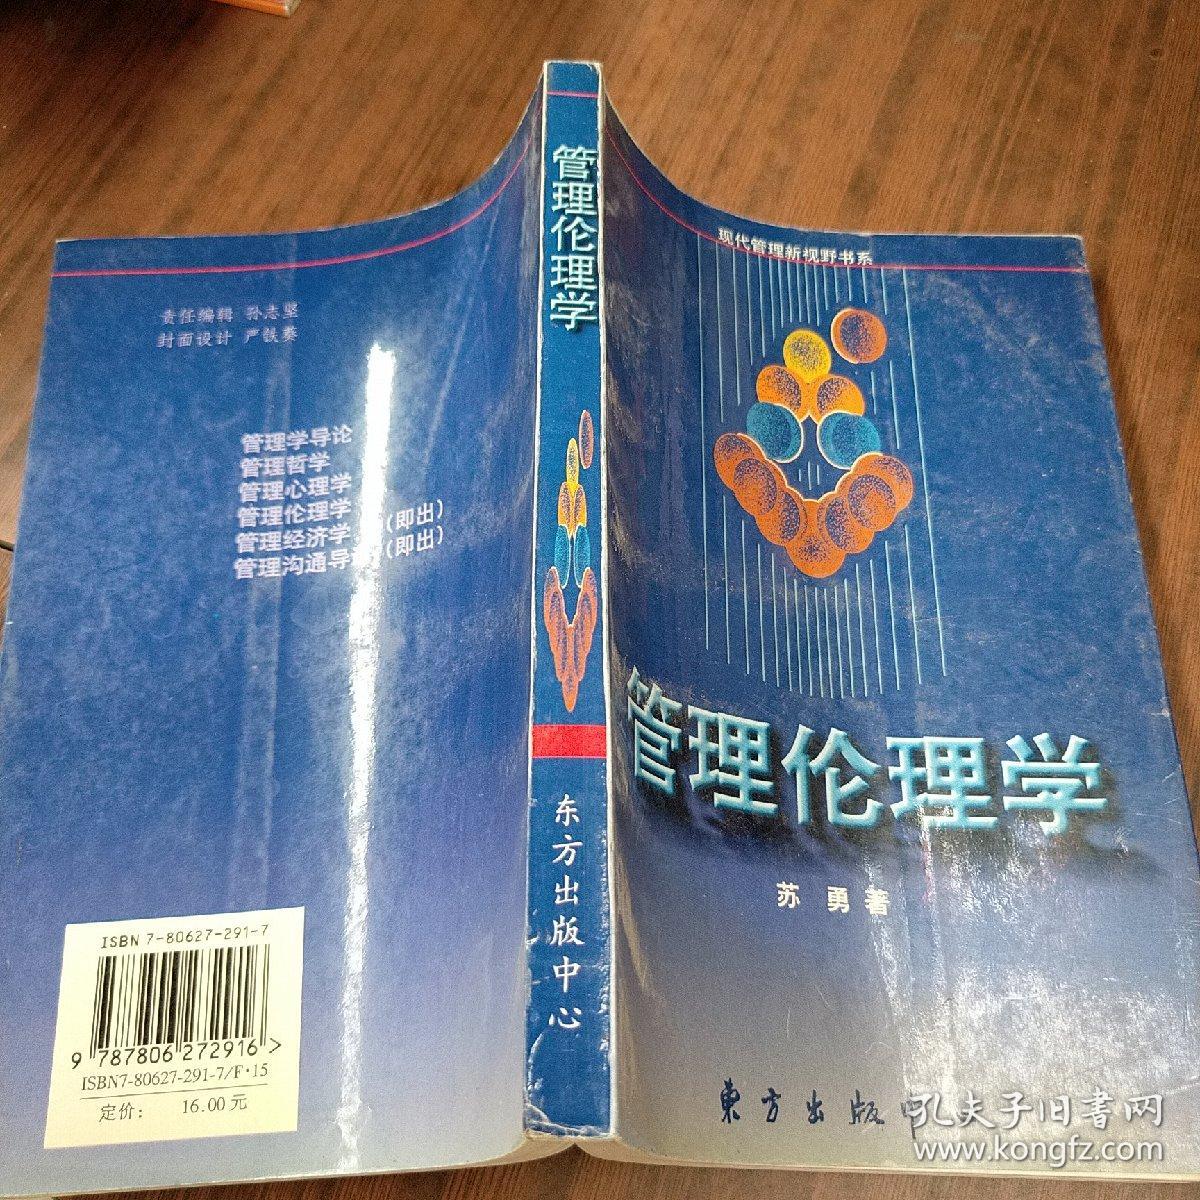 责任编辑 孙志坚
封面设计 严铁葵
管理学导论
管理哲学
管理心理学
管理伦理学
管理经济学 (即出)
管理沟通导 (即出)
ISBN 7-80627-291-7
9 787806 272916 >
ISBN7-80627-291-7/F·15
定价: 16.00元
管理伦理学
东方出版中心
现代管理新视野书系
管理伦理学
苏 勇 著
东方出版中
孔夫子旧书网
www.kongfz.com